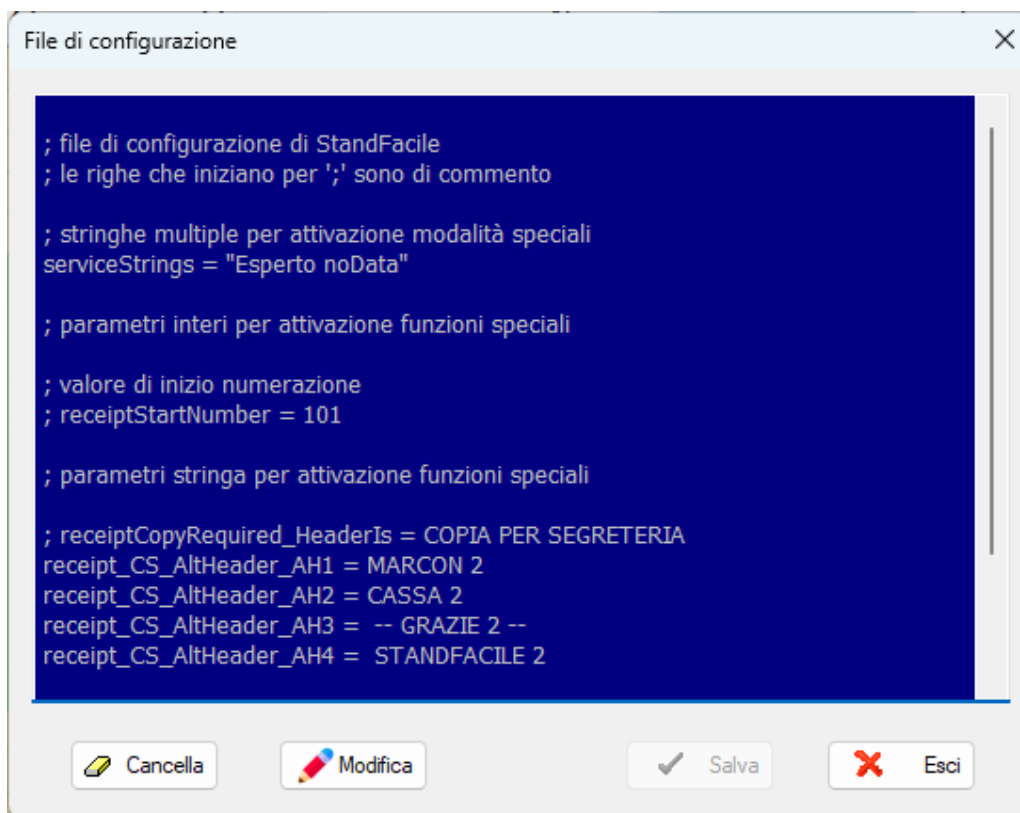 File di configurazione
; file di configurazione di StandFacile
; le righe che iniziano per ';' sono di commento
; stringhe multiple per attivazione modalità speciali
serviceStrings = "Esperto noData"
; parametri interi per attivazione funzioni speciali
; valore di inizio numerazione
; receiptStartNumber = 101
; parametri stringa per attivazione funzioni speciali
; receiptCopyRequired_HeaderIs = COPIA PER SEGRETERIA
receipt_CS_AltHeader_AH1 = MARCON 2
receipt_CS_AltHeader_AH2 = CASSA 2
receipt_CS_AltHeader_AH3 =  -- GRAZIE 2 --
receipt_CS_AltHeader_AH4 =  STANDFACILE 2
Cancella Modifica Salva Esci